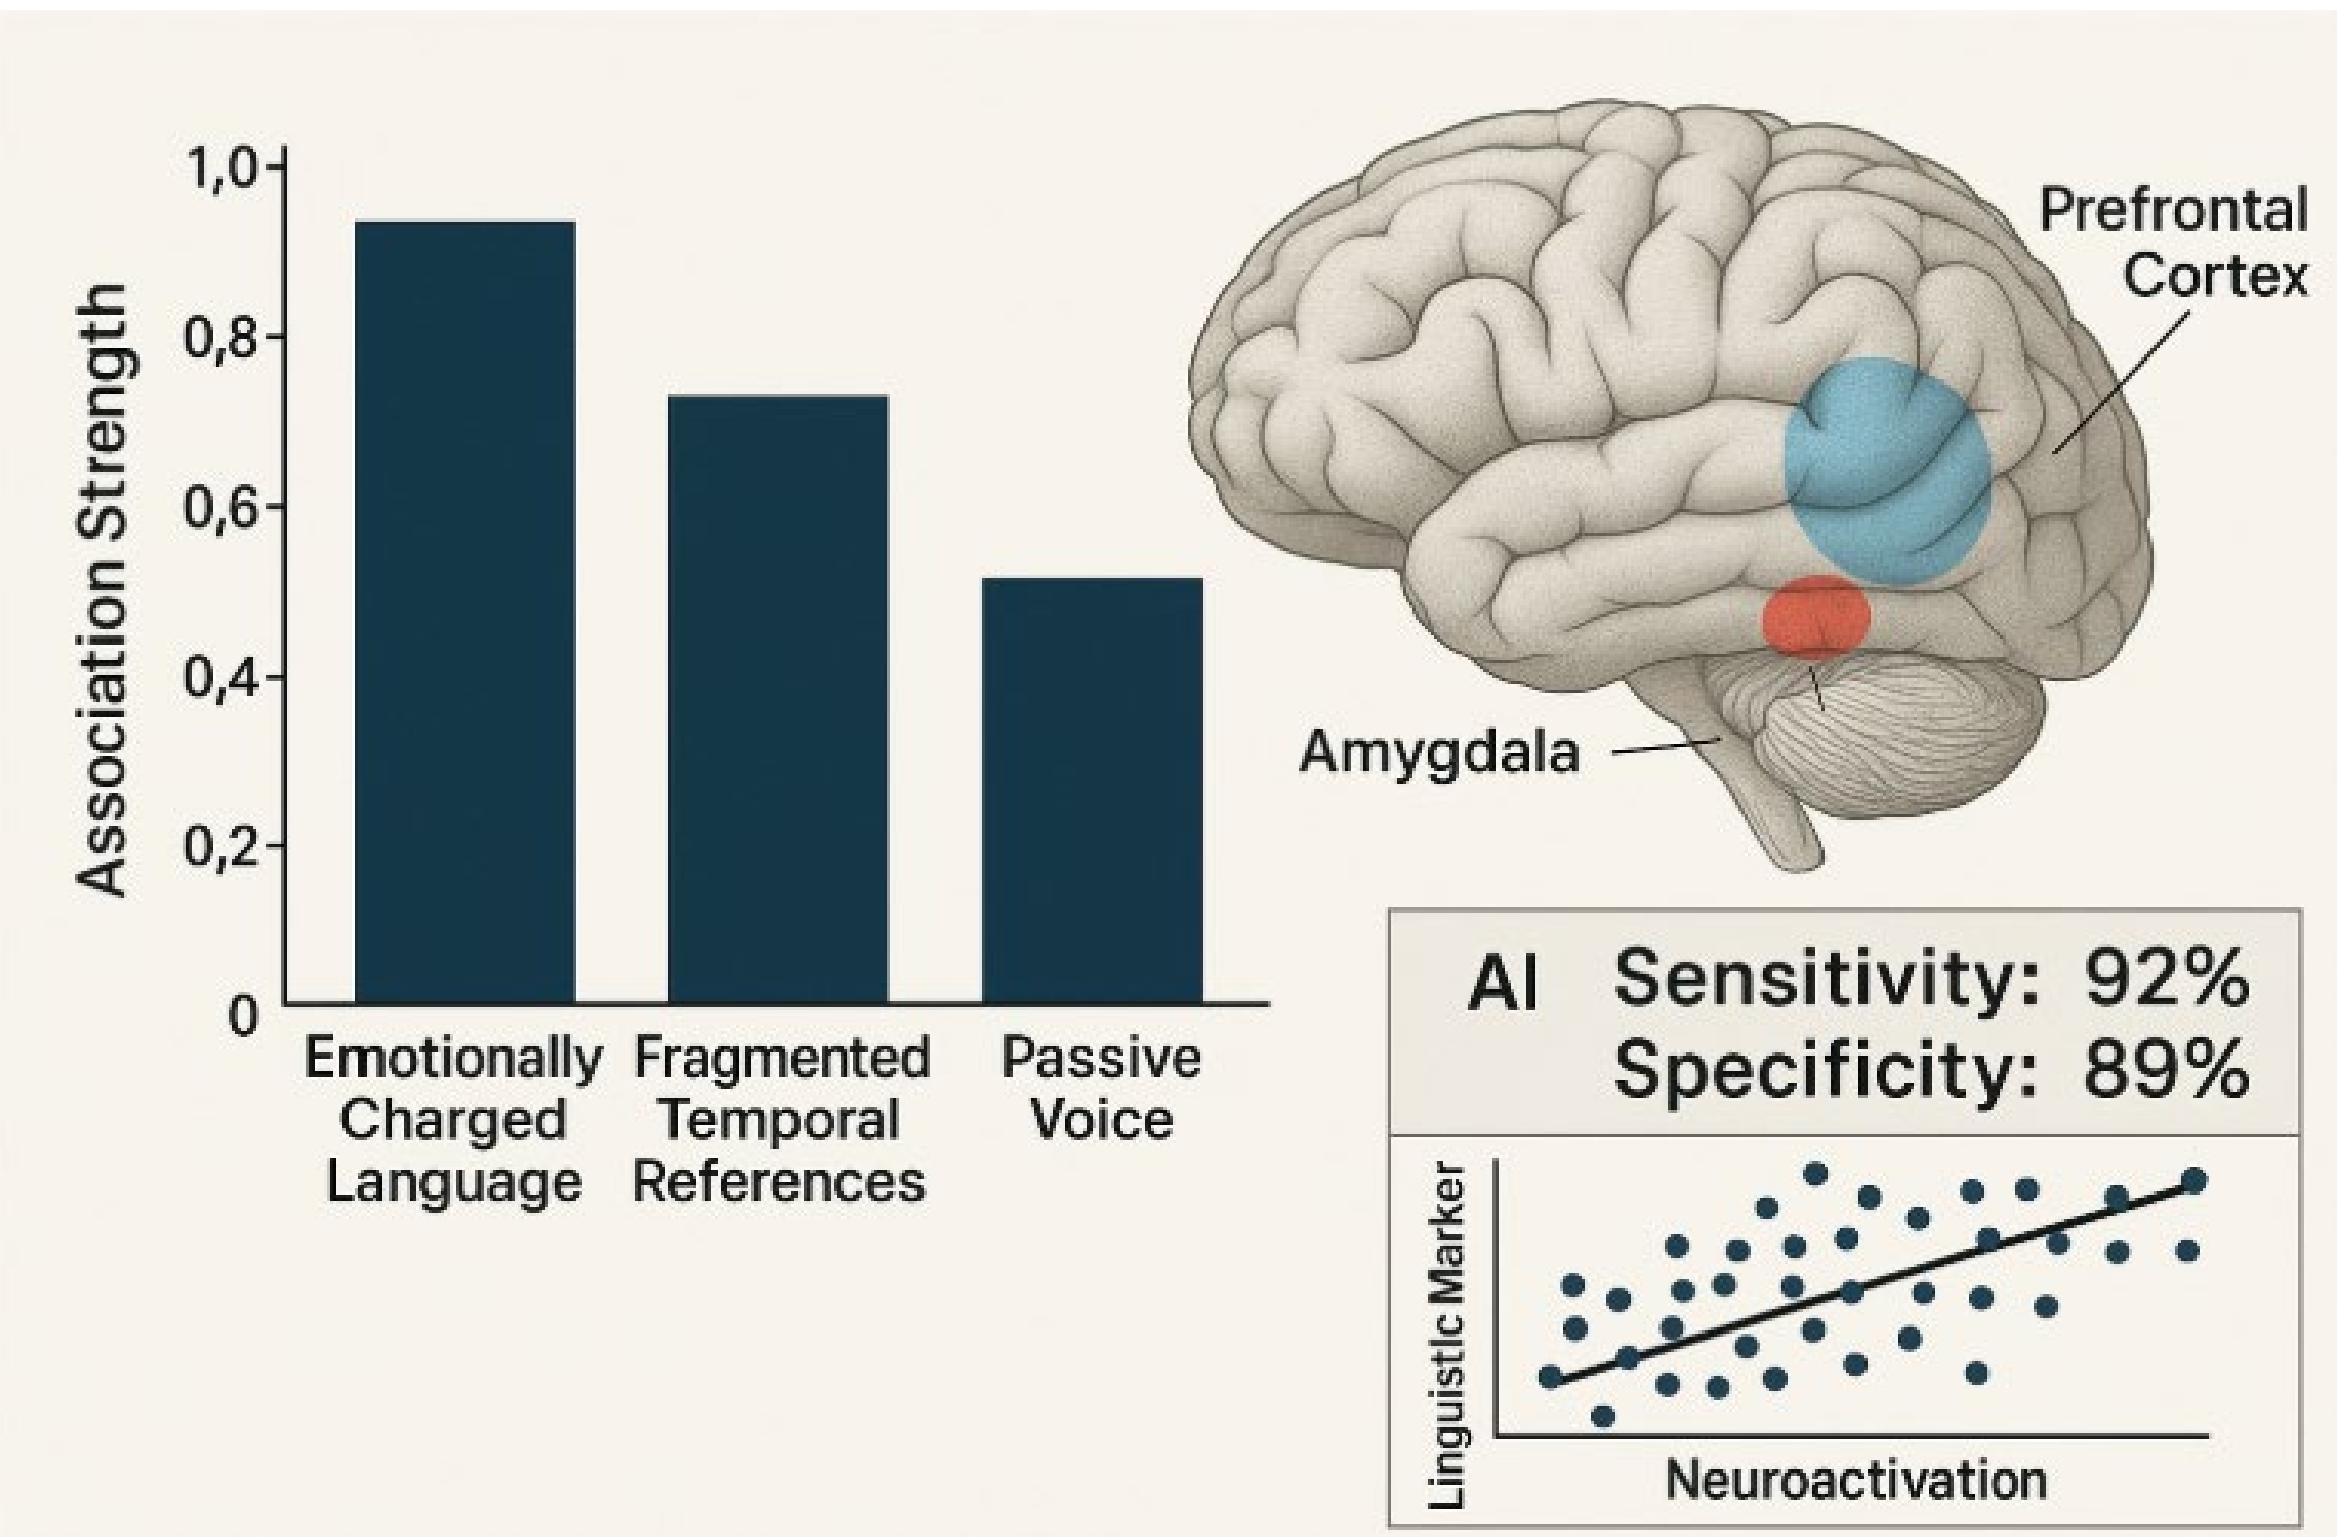 Association Strength
1,0
0,8
0,6
0,4
0,2
0
Emotionally
Charged
Language
Fragmented
Temporal
References
Passive
Voice
Prefrontal
Cortex
Amygdala
AI Sensitivity: 92%
Specificity: 89%
Linguistic Marker
Neuroactivation